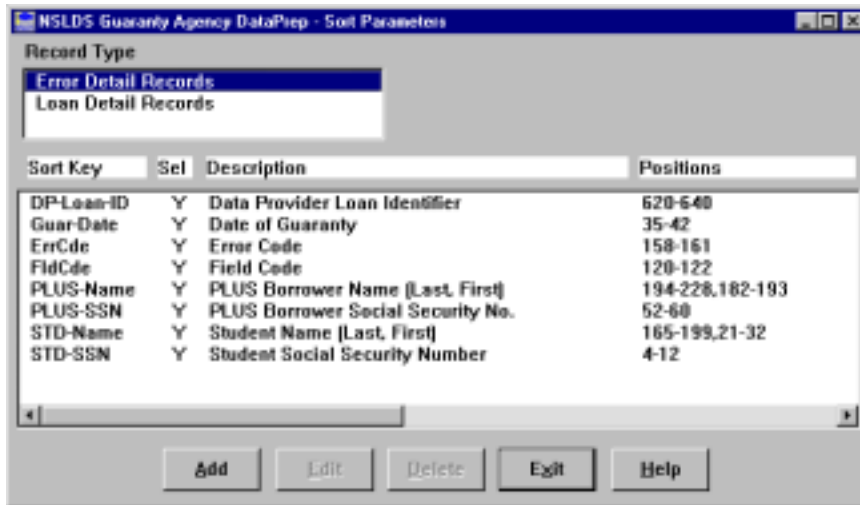 NSLDS Guaranty Agency DataPrep - Sort Parameters
Record Type
Error Detail Records
Loan Detail Records
Sort Key Sel Description Positions
DP-Loan-ID Y Data Provider Loan Identifier 620-640
Guar-Date Y Date of Guaranty 35-42
ErrCde Y Error Code 158-161
FldCde Y Field Code 120-122
PLUS-Name Y PLUS Borrower Name (Last, First) 194-228,182-193
PLUS-SSN Y PLUS Borrower Social Security No. 52-60
STD-Name Y Student Name (Last, First) 165-199,21-32
STD-SSN Y Student Social Security Number 4-12
Add Edit Delete Exit Help